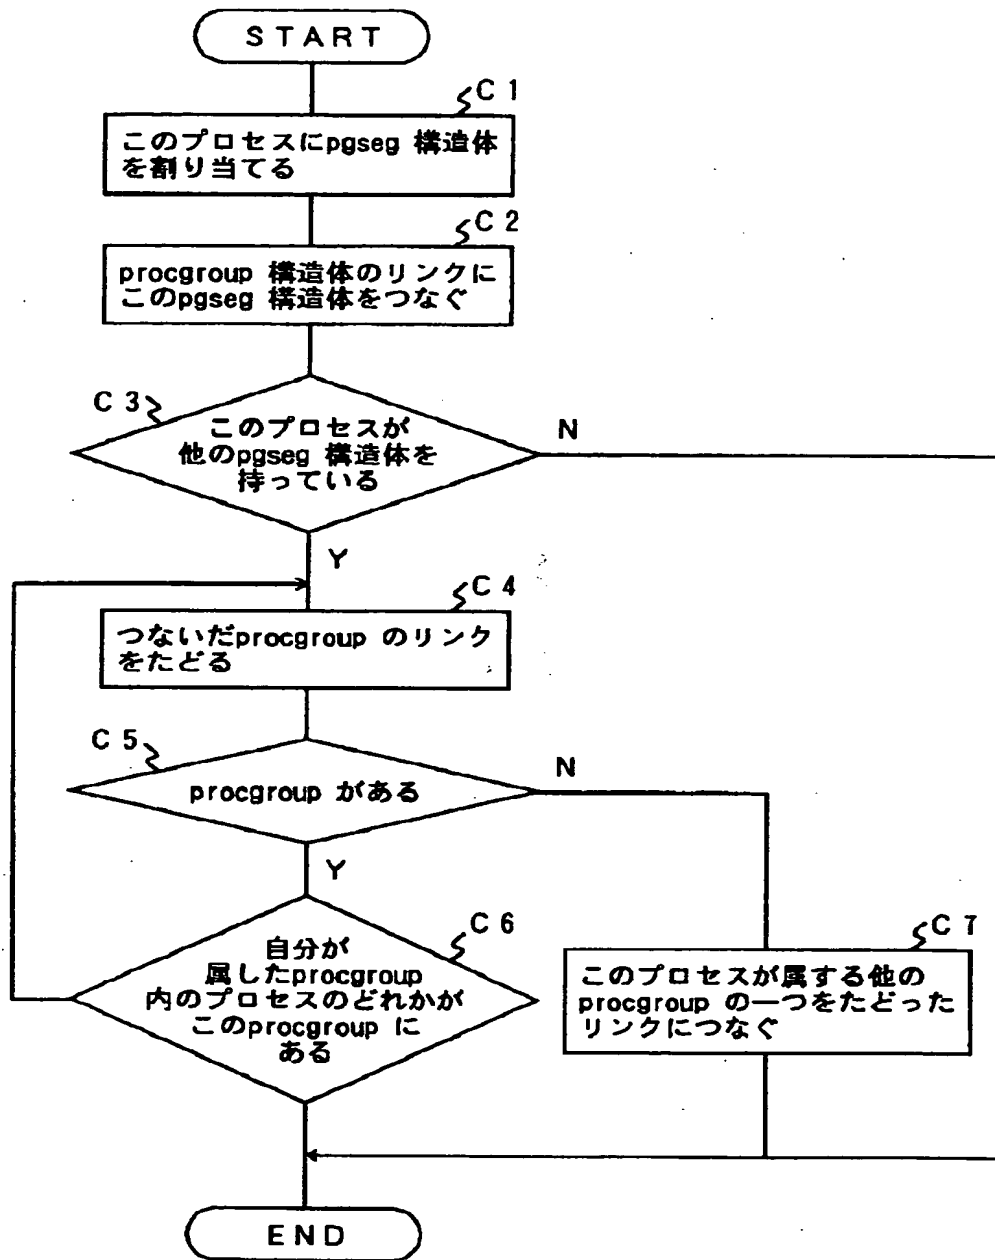 START
C1
このプロセスにpgseg 構造体
を割り当てる
C2
procgroup 構造体のリンクに
このpgseg 構造体をつなぐ
C3
このプロセスが
他のpgseg 構造体を
持っている
N
Y
C4
つないだprocgroup のリンク
をたどる
C5
procgroup がある
N
Y
C6
自分が
属したprocgroup
内のプロセスのどれかが
このprocgroup に
ある
C7
このプロセスが属する他の
procgroup の一つをたどった
リンクにつなぐ
END